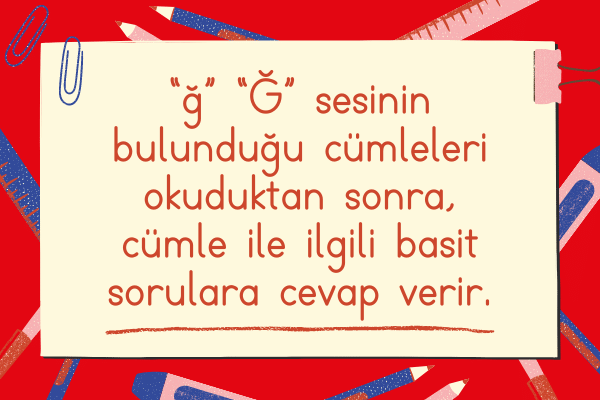 "ğ" "Ğ" sesinin
bulunduğu cümleleri
okuduktan sonra,
cümle ile ilgili basit
sorulara cevap verir.